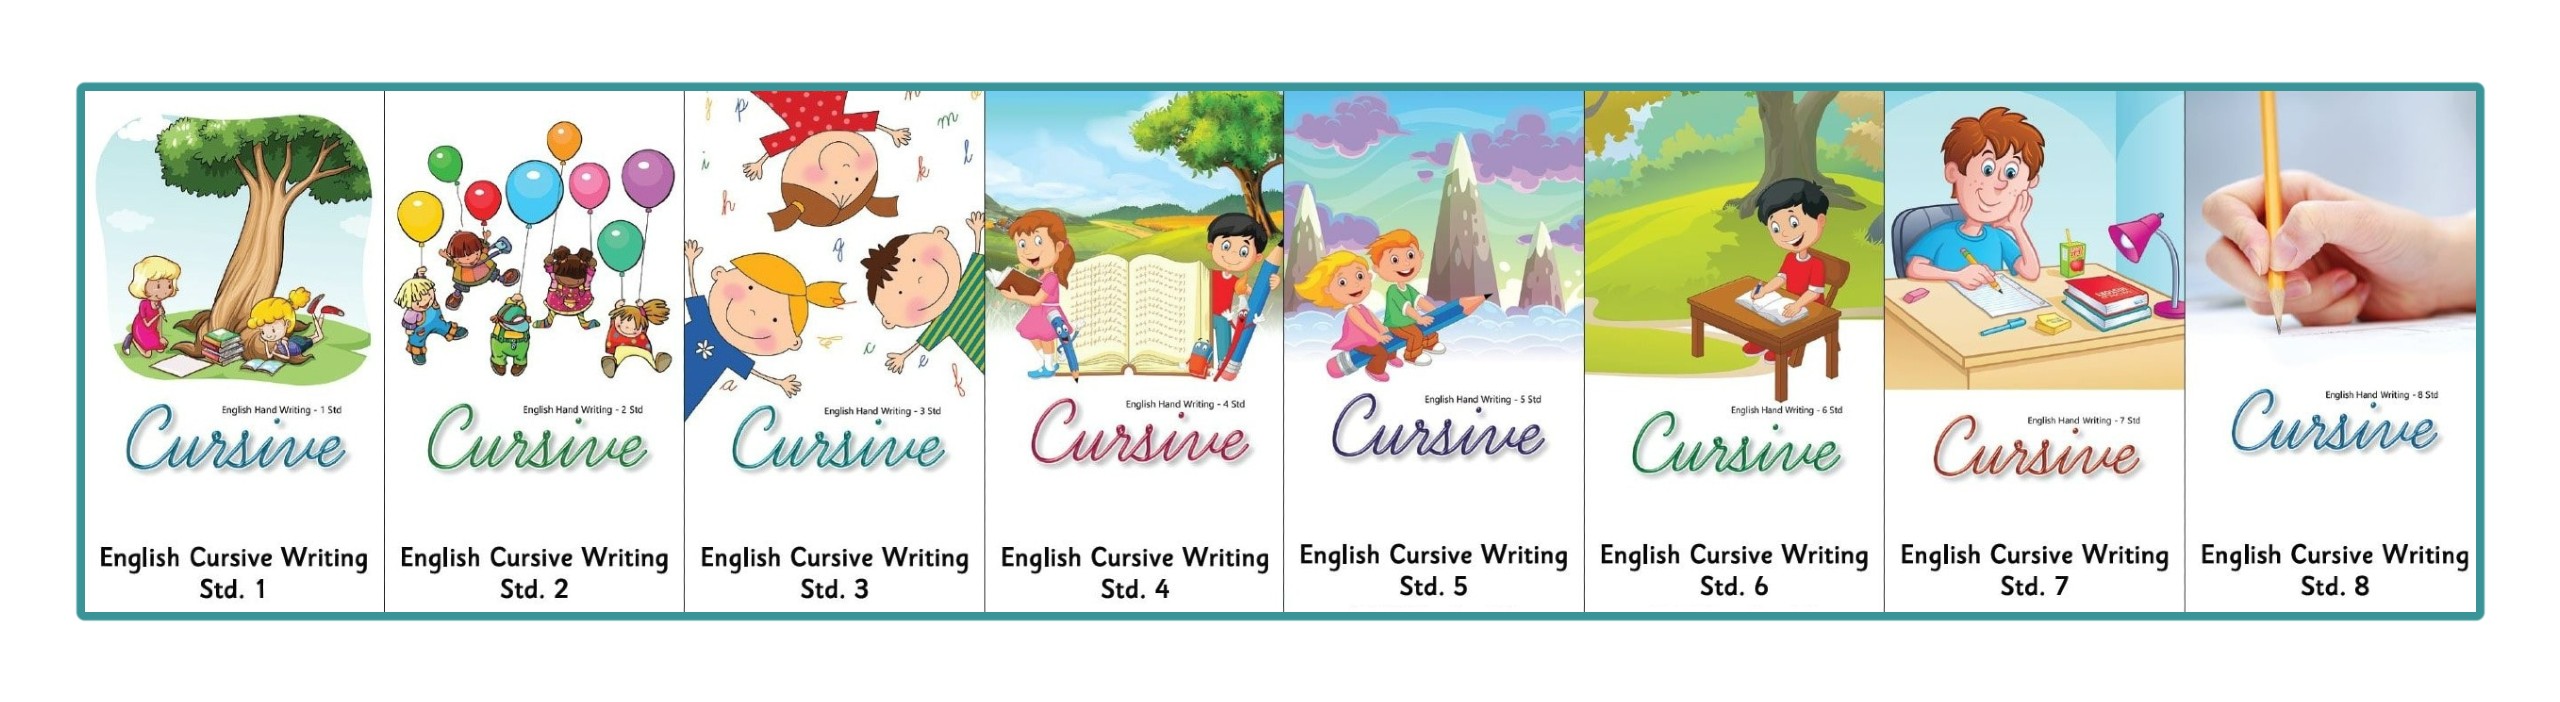 English Hand Writing - 1 Std
Cursive
English Cursive Writing
Std. 1
English Hand Writing - 2 Std
Cursive
English Cursive Writing
Std. 2
p
m
i
l
k
h
g
c
e
a
f
English Hand Writing - 3 Std
Cursive
English Cursive Writing
Std. 3
English Hand Writing - 4 Std
Cursive
English Cursive Writing
Std. 4
English Hand Writing - 5 Std
Cursive
English Cursive Writing
Std. 5
English Hand Writing - 6 Std
Cursive
English Cursive Writing
Std. 6
English Hand Writing - 7 Std
Cursive
English Cursive Writing
Std. 7
English Hand Writing - 8 Std
Cursive
English Cursive Writing
Std. 8